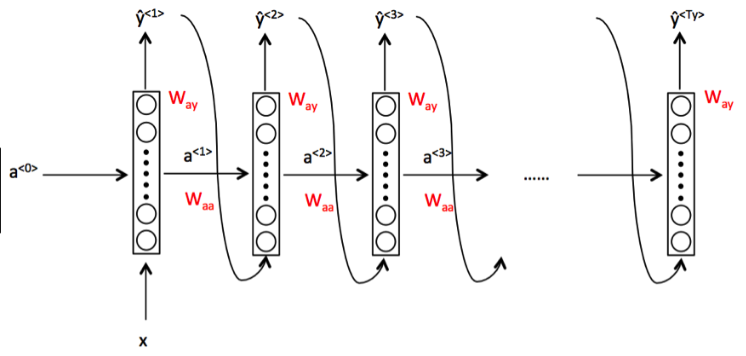 ŷ<1> ŷ<2> ŷ<3> ŷ<Ty>
Way Way Way Way
a<0> a<1> a<2> a<3> ......
Waa Waa Waa
x